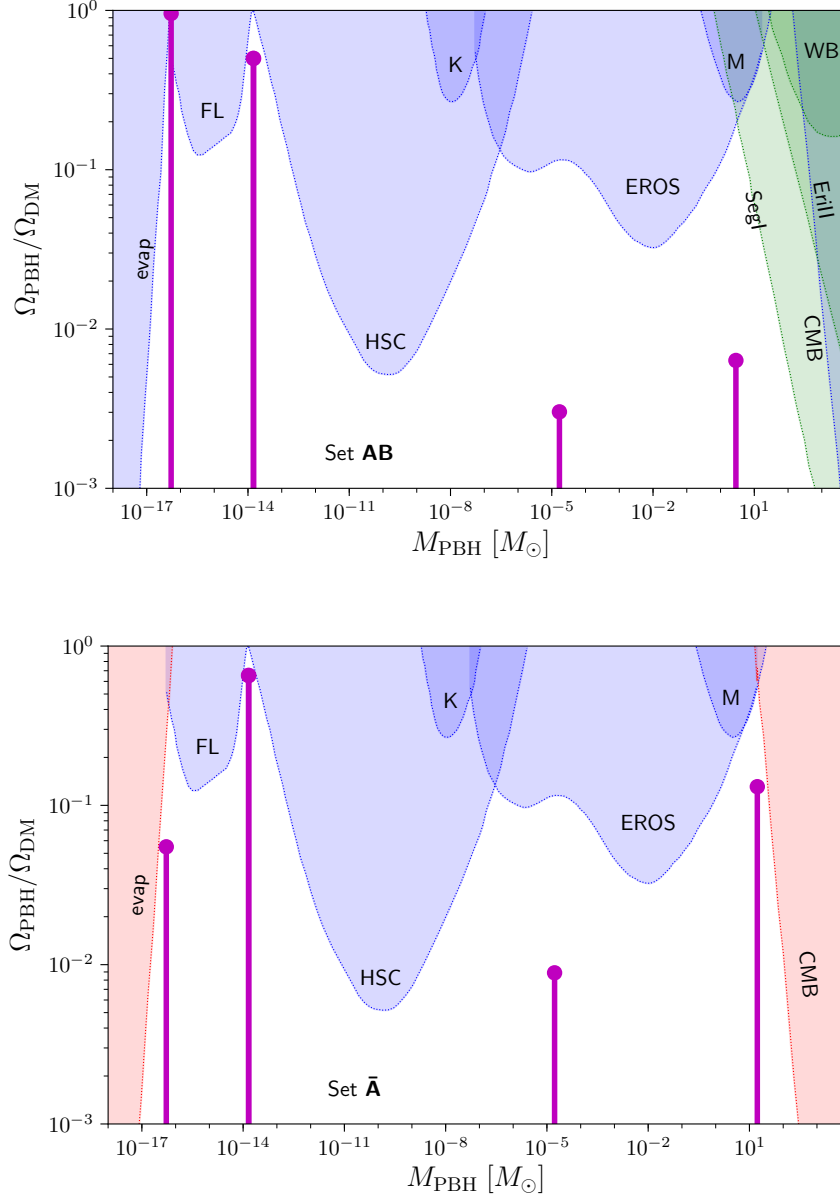 10^0
10^{-1}
10^{-2}
10^{-3}
Ω_PBH/Ω_DM
evap
FL
K
HSC
EROS
M
WB
SegI
EriII
CMB
Set AB
10^{-17} 10^{-14} 10^{-11} 10^{-8} 10^{-5} 10^{-2} 10^1
M_PBH [M_⊙]
10^0
10^{-1}
10^{-2}
10^{-3}
Ω_PBH/Ω_DM
evap
FL
K
HSC
EROS
M
CMB
Set Ā
10^{-17} 10^{-14} 10^{-11} 10^{-8} 10^{-5} 10^{-2} 10^1
M_PBH [M_⊙]